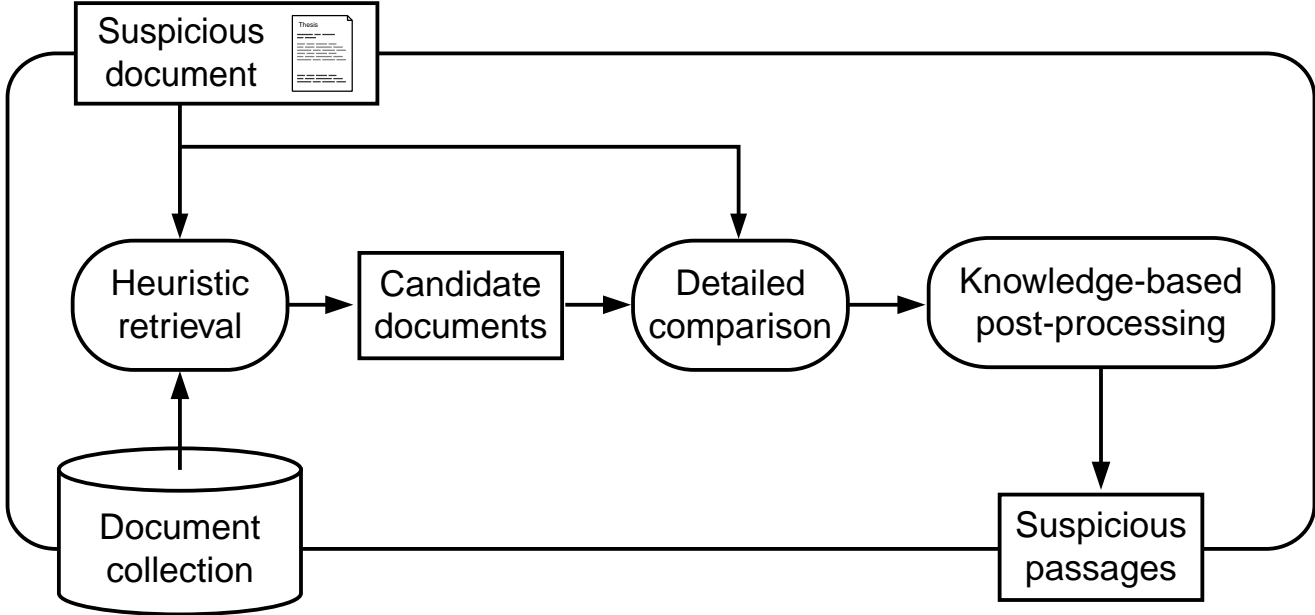 Suspicious
document
Thesis
Heuristic
retrieval
Candidate
documents
Detailed
comparison
Knowledge-based
post-processing
Document
collection
Suspicious
passages